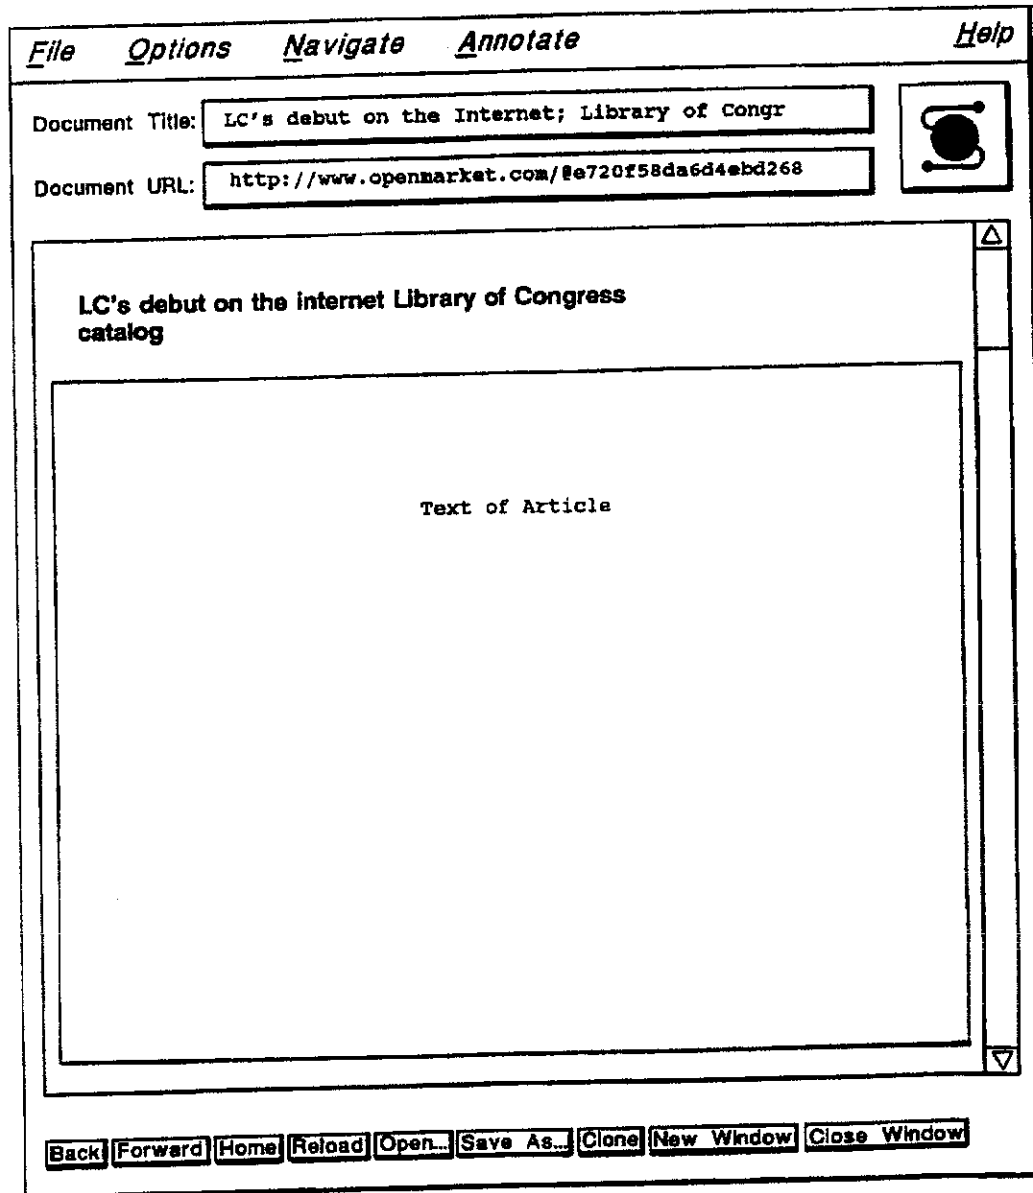 File Options Navigate Annotate Help
Document Title: LC's debut on the Internet; Library of Congr
Document URL: http://www.openmarket.com/@e720f58da6d4ebd268
LC's debut on the internet Library of Congress
catalog
Text of Article
Back Forward Home Reload Open... Save As... Clone New Window Close Window